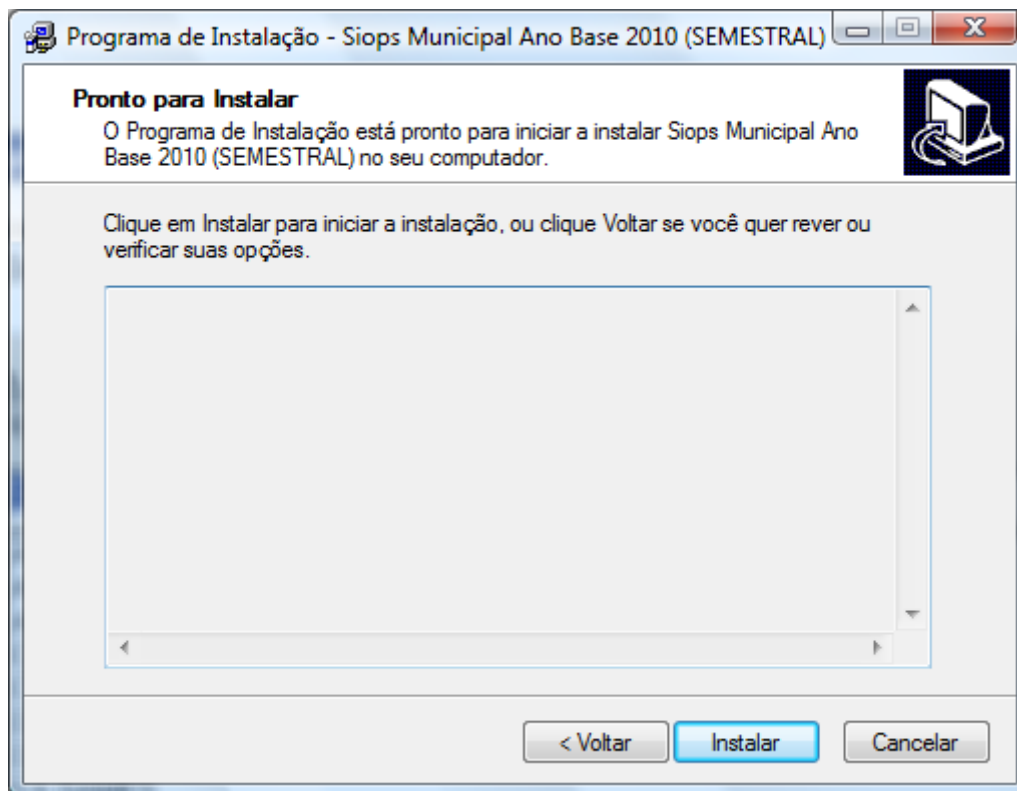 Programa de Instalação - Siops Municipal Ano Base 2010 (SEMESTRAL)
Pronto para Instalar
O Programa de Instalação está pronto para iniciar a instalar Siops Municipal Ano
Base 2010 (SEMESTRAL) no seu computador.
Clique em Instalar para iniciar a instalação, ou clique Voltar se você quer rever ou
verificar suas opções.
< Voltar
Instalar
Cancelar